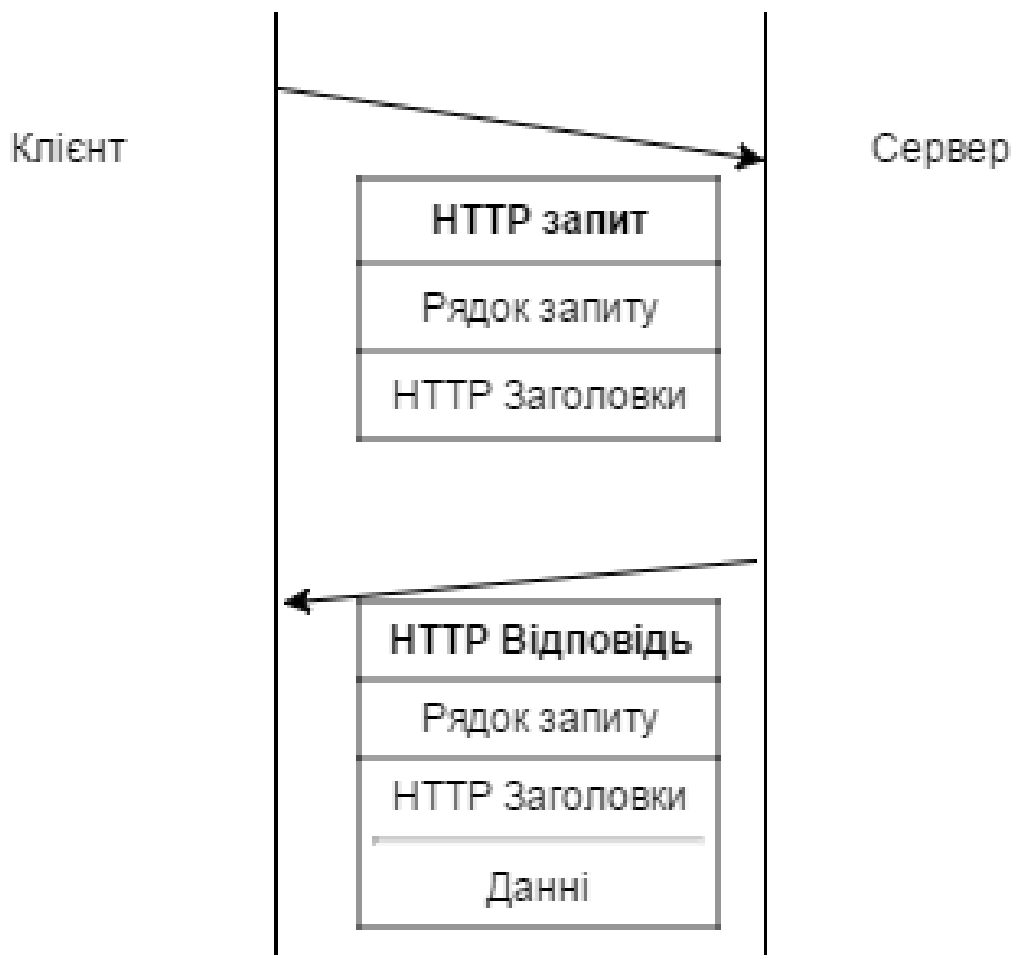 Клієнт
Сервер
HTTP запит
Рядок запиту
HTTP Заголовки
HTTP Відповідь
Рядок запиту
HTTP Заголовки
Данні